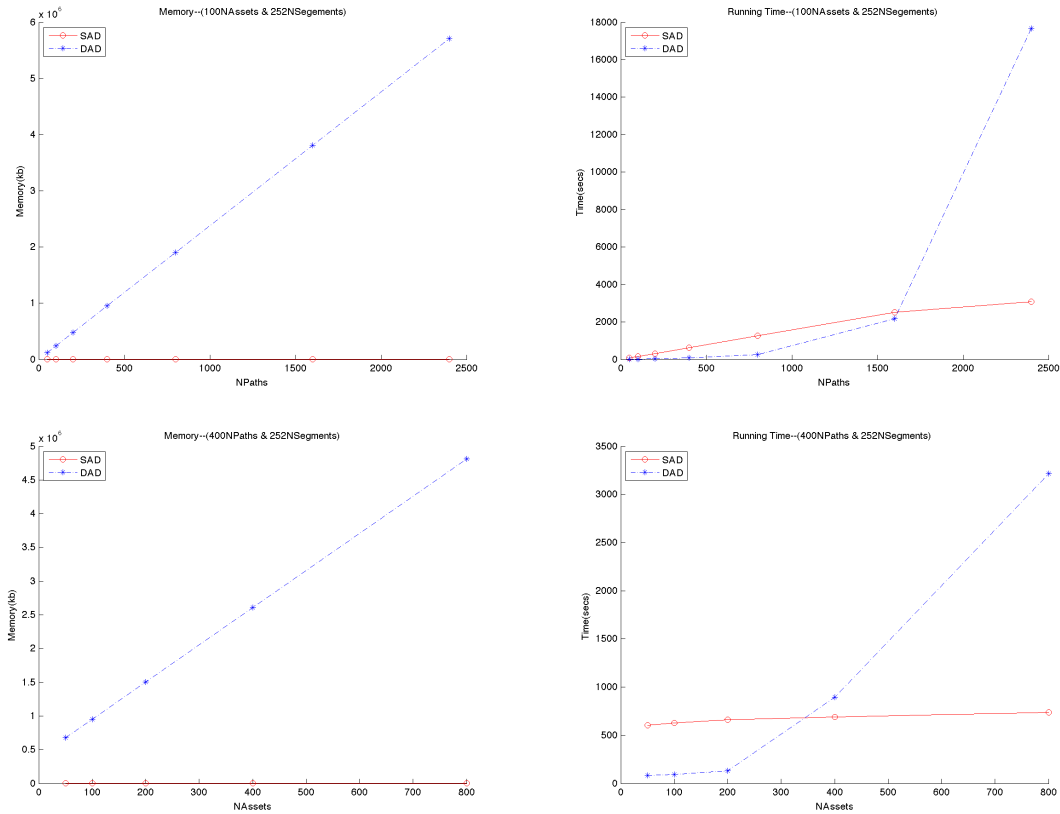 Memory--(100NAssets & 252NSegements)
x 10^6
SAD
DAD
6
5
4
3
2
1
0
Memory(kb)
0 500 1000 1500 2000 2500
NPaths
Running Time--(100NAssets & 252NSegments)
SAD
DAD
18000
16000
14000
12000
10000
8000
6000
4000
2000
0
Time(secs)
0 500 1000 1500 2000 2500
NPaths
Memory--(400NPaths & 252NSegments)
x 10^6
SAD
DAD
5
4.5
4
3.5
3
2.5
2
1.5
1
0.5
0
Memory(kb)
0 100 200 300 400 500 600 700 800
NAssets
Running Time--(400NPaths & 252NSegments)
SAD
DAD
3500
3000
2500
2000
1500
1000
500
0
Time(secs)
0 100 200 300 400 500 600 700 800
NAssets